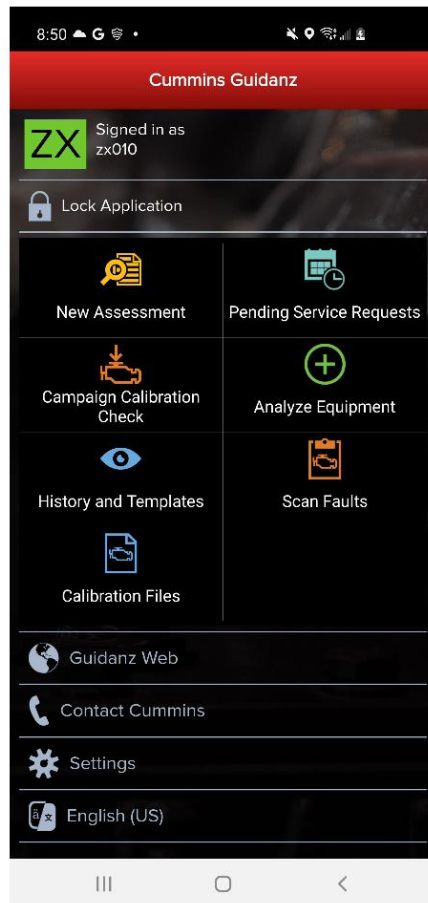 8:50
Cummins Guidanz
ZX
Signed in as
zx010
Lock Application
New Assessment
Pending Service Requests
Campaign Calibration
Check
Analyze Equipment
History and Templates
Scan Faults
Calibration Files
Guidanz Web
Contact Cummins
Settings
English (US)